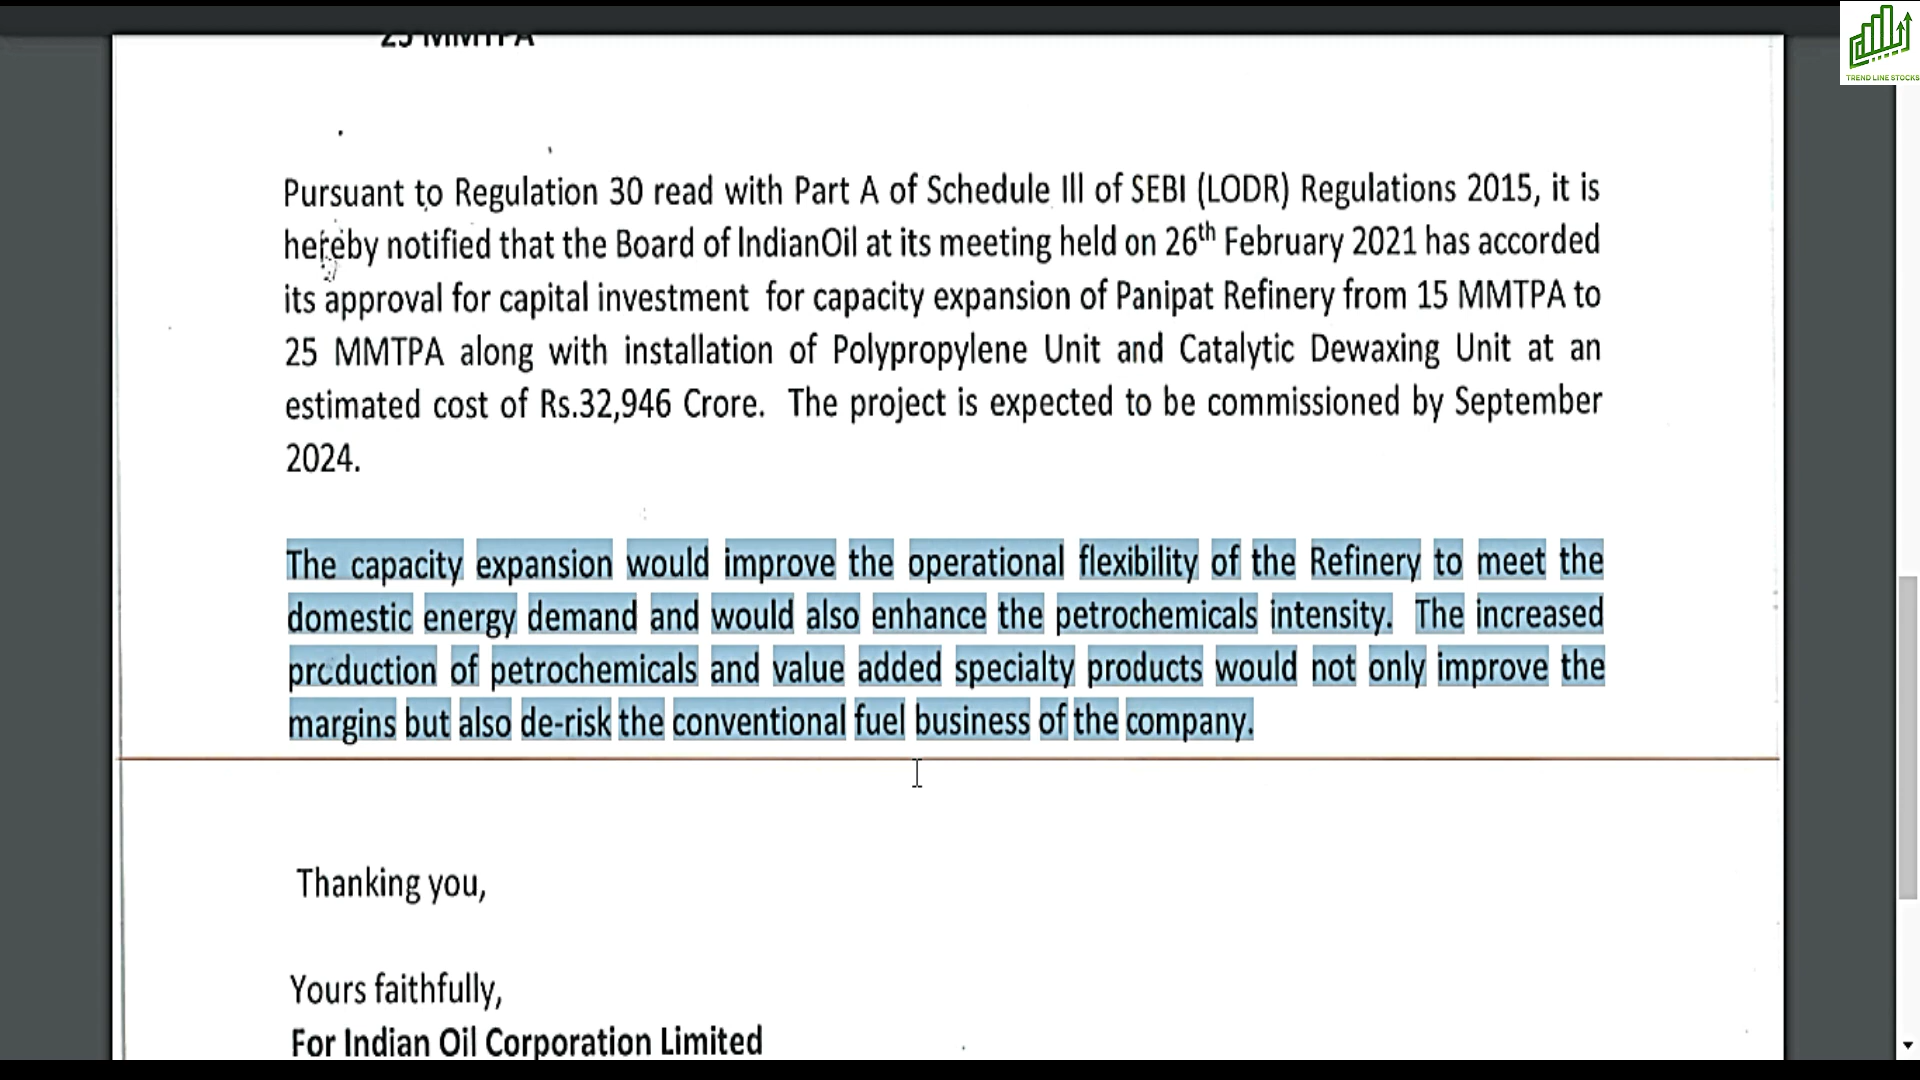 25 MMTPA
TREND LINE STOCKS
Pursuant to Regulation 30 read with Part A of Schedule III of SEBI (LODR) Regulations 2015, it is
hereby notified that the Board of IndianOil at its meeting held on 26th February 2021 has accorded
its approval for capital investment for capacity expansion of Panipat Refinery from 15 MMTPA to
25 MMTPA along with installation of Polypropylene Unit and Catalytic Dewaxing Unit at an
estimated cost of Rs.32,946 Crore. The project is expected to be commissioned by September
2024.
The capacity expansion would improve the operational flexibility of the Refinery to meet the
domestic energy demand and would also enhance the petrochemicals intensity. The increased
production of petrochemicals and value added specialty products would not only improve the
margins but also de-risk the conventional fuel business of the company.
Thanking you,
Yours faithfully,
For Indian Oil Corporation Limited